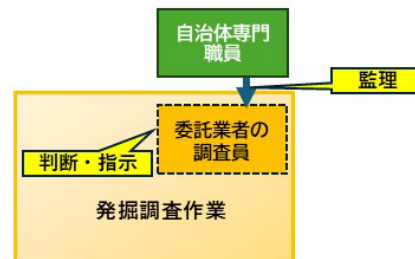 自治体専門
職員
監理
委託業者の
調査員
判断・指示
発掘調査作業